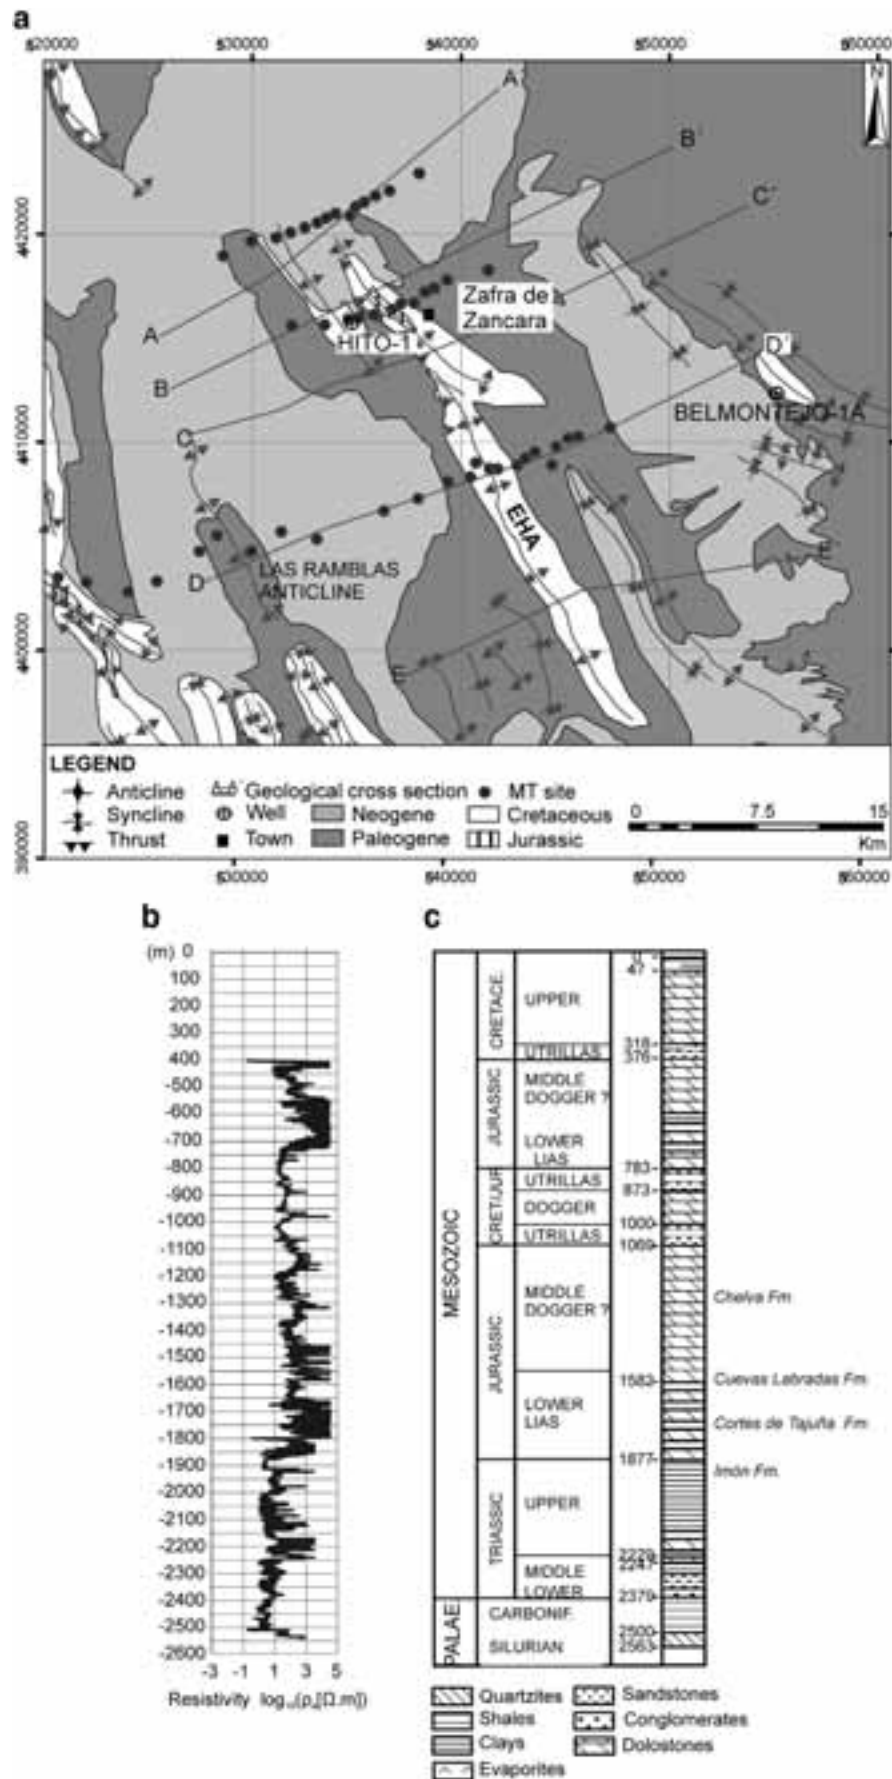 a
520000 530000 540000 550000 560000
N
A´
B´
C´
4420000
Zafra de
Zancara
A
HITO-1
D´
B
BELMONTEJO-1A
C
4410000
EHA
E´
D
LAS RAMBLAS
ANTICLINE
4400000
E
LEGEND
Anticline
Geological cross section
MT site
Syncline
Well
Neogene
Cretaceous
0 7.5 15
Thrust
Town
Paleogene
Jurassic
Km
390000
530000 540000 550000 560000
b
(m) 0
100
200
300
400
-500
-600
-700
-800
-900
-1000
-1100
-1200
-1300
-1400
-1500
-1600
-1700
-1800
-1900
-2000
-2100
-2200
-2300
-2400
-2500
-2600
-3 -1 1 3 5
Resistivity log₁₀(ρₐ[Ω.m])
c
MESOZOIC
PALAE.
CRETACE.
JURASSIC
CRET/JUR
JURASSIC
TRIASSIC
UPPER
UTRILLAS
MIDDLE
DOGGER ?
LOWER
LIAS
UTRILLAS
DOGGER
UTRILLAS
MIDDLE
DOGGER ?
LOWER
LIAS
UPPER
MIDDLE
LOWER
CARBONIF.
SILURIAN
0
47
318
376
783
873
1000
1069
1582
1877
2247
2379
2500
2563
Chelva Fm
Cuevas Labradas Fm
Cortes de Tajuña Fm
Imón Fm.
Quartzites
Sandstones
Shales
Conglomerates
Clays
Dolostones
Evaporites